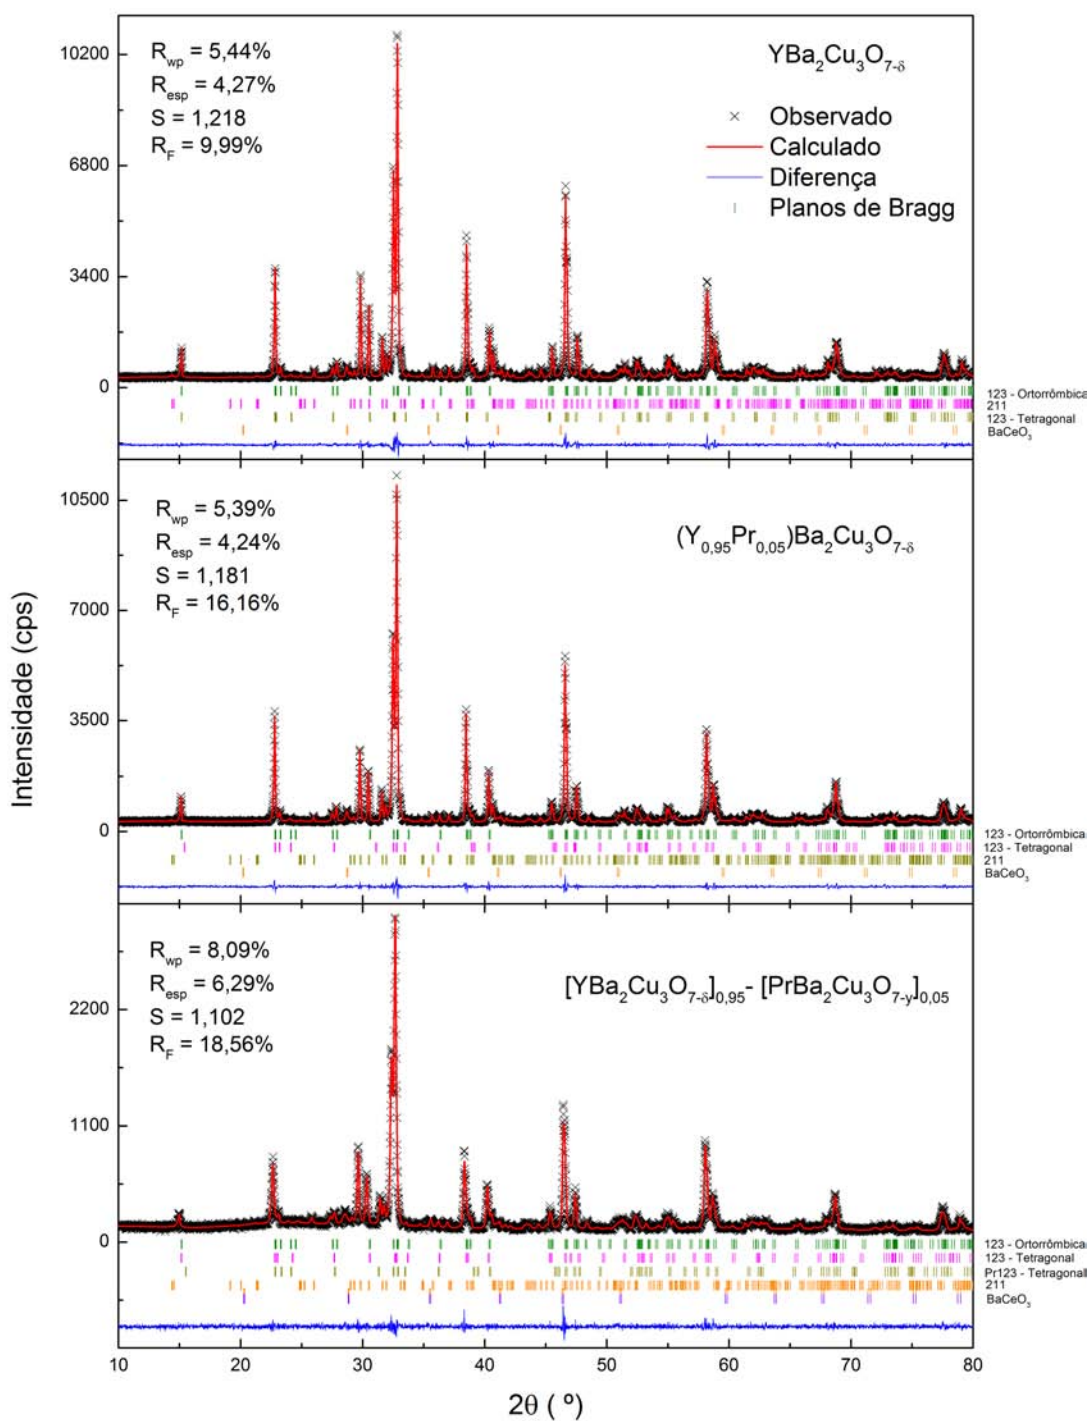 10200
6800
3400
0
R_wp = 5,44%
R_esp = 4,27%
S = 1,218
R_F = 9,99%
YBa₂Cu₃O₇₋δ
Observado
Calculado
Diferença
Planos de Bragg
123 - Ortorrômbica
211
123 - Tetragonal
BaCeO₃
10500
7000
3500
0
R_wp = 5,39%
R_esp = 4,24%
S = 1,181
R_F = 16,16%
(Y₀,₉₅Pr₀,₀₅)Ba₂Cu₃O₇₋δ
123 - Ortorrômbica
123 - Tetragonal
211
BaCeO₃
Intensidade (cps)
2200
1100
0
R_wp = 8,09%
R_esp = 6,29%
S = 1,102
R_F = 18,56%
[YBa₂Cu₃O₇₋δ]₀,₉₅- [PrBa₂Cu₃O₇₋y]₀,₀₅
123 - Ortorrômbica
123 - Tetragonal
Pr123 - Tetragonall
211
BaCeO₃
10 20 30 40 50 60 70 80
2θ ( º)